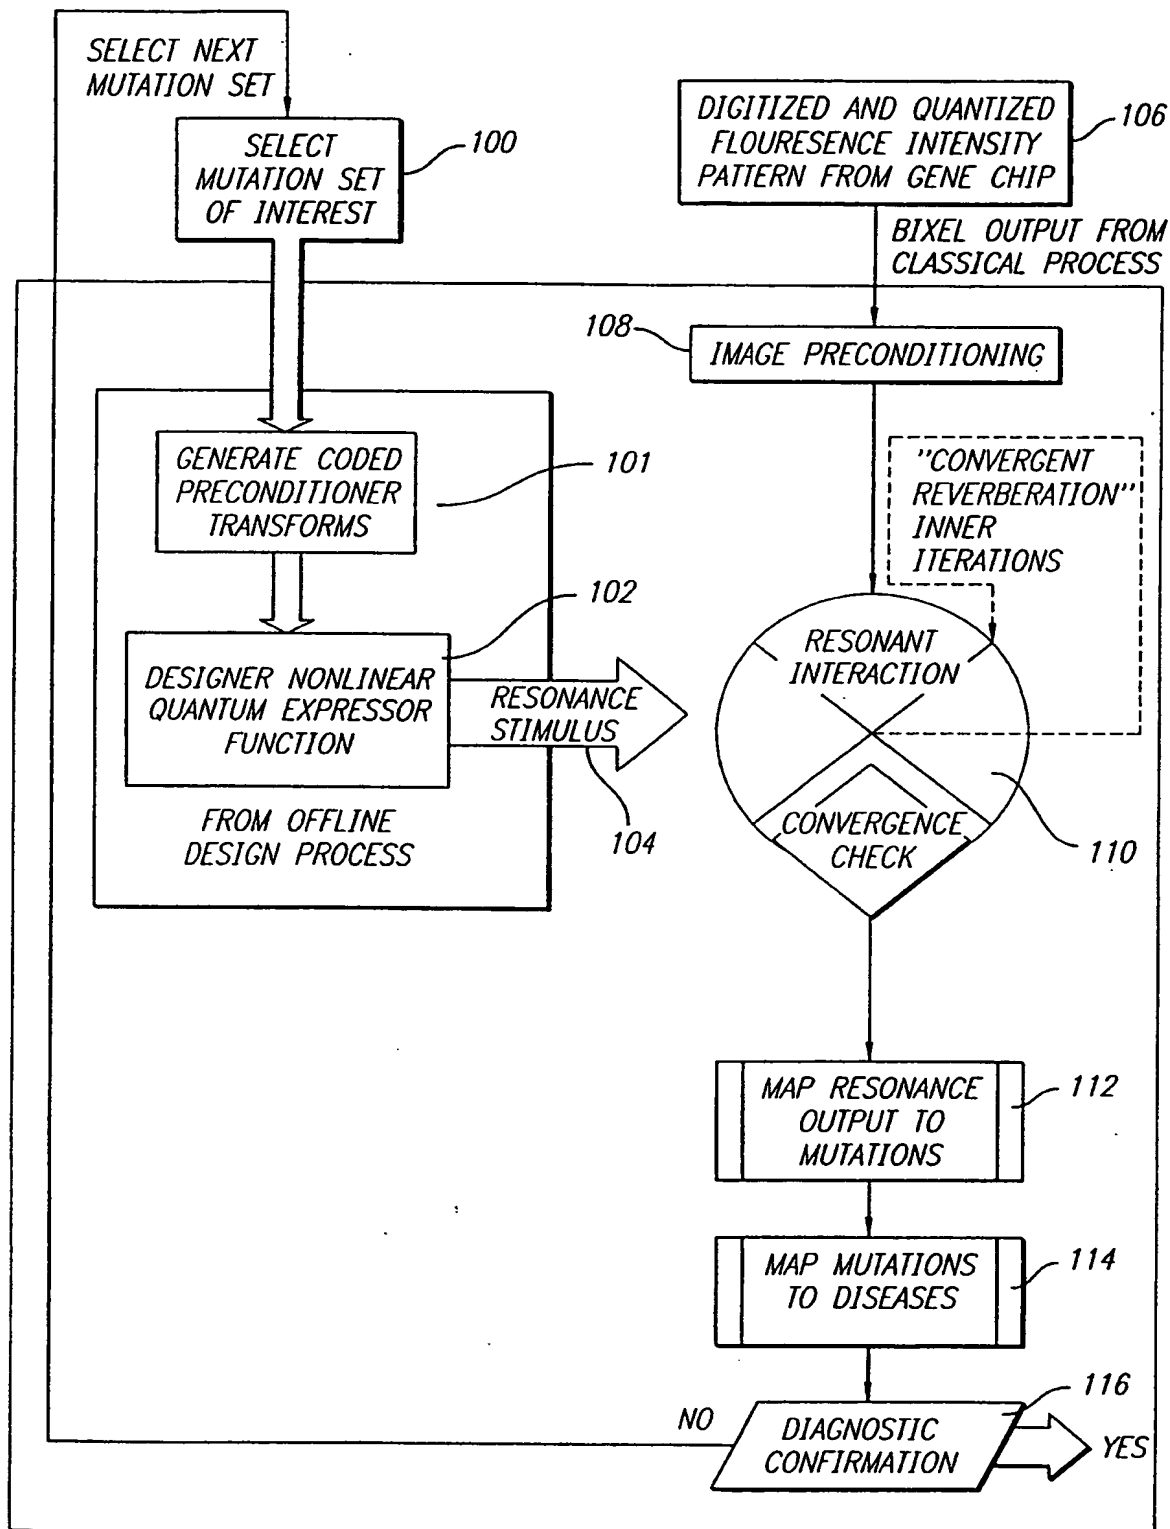 SELECT NEXT
MUTATION SET
SELECT
MUTATION SET
OF INTEREST
100
DIGITIZED AND QUANTIZED
FLOURESENCE INTENSITY
PATTERN FROM GENE CHIP
106
BIXEL OUTPUT FROM
CLASSICAL PROCESS
108
IMAGE PRECONDITIONING
GENERATE CODED
PRECONDITIONER
TRANSFORMS
101
"CONVERGENT
REVERBERATION"
INNER
ITERATIONS
102
DESIGNER NONLINEAR
QUANTUM EXPRESSOR
FUNCTION
RESONANCE
STIMULUS
104
FROM OFFLINE
DESIGN PROCESS
RESONANT
INTERACTION
CONVERGENCE
CHECK
110
MAP RESONANCE
OUTPUT TO
MUTATIONS
112
MAP MUTATIONS
TO DISEASES
114
NO
DIAGNOSTIC
CONFIRMATION
116
YES